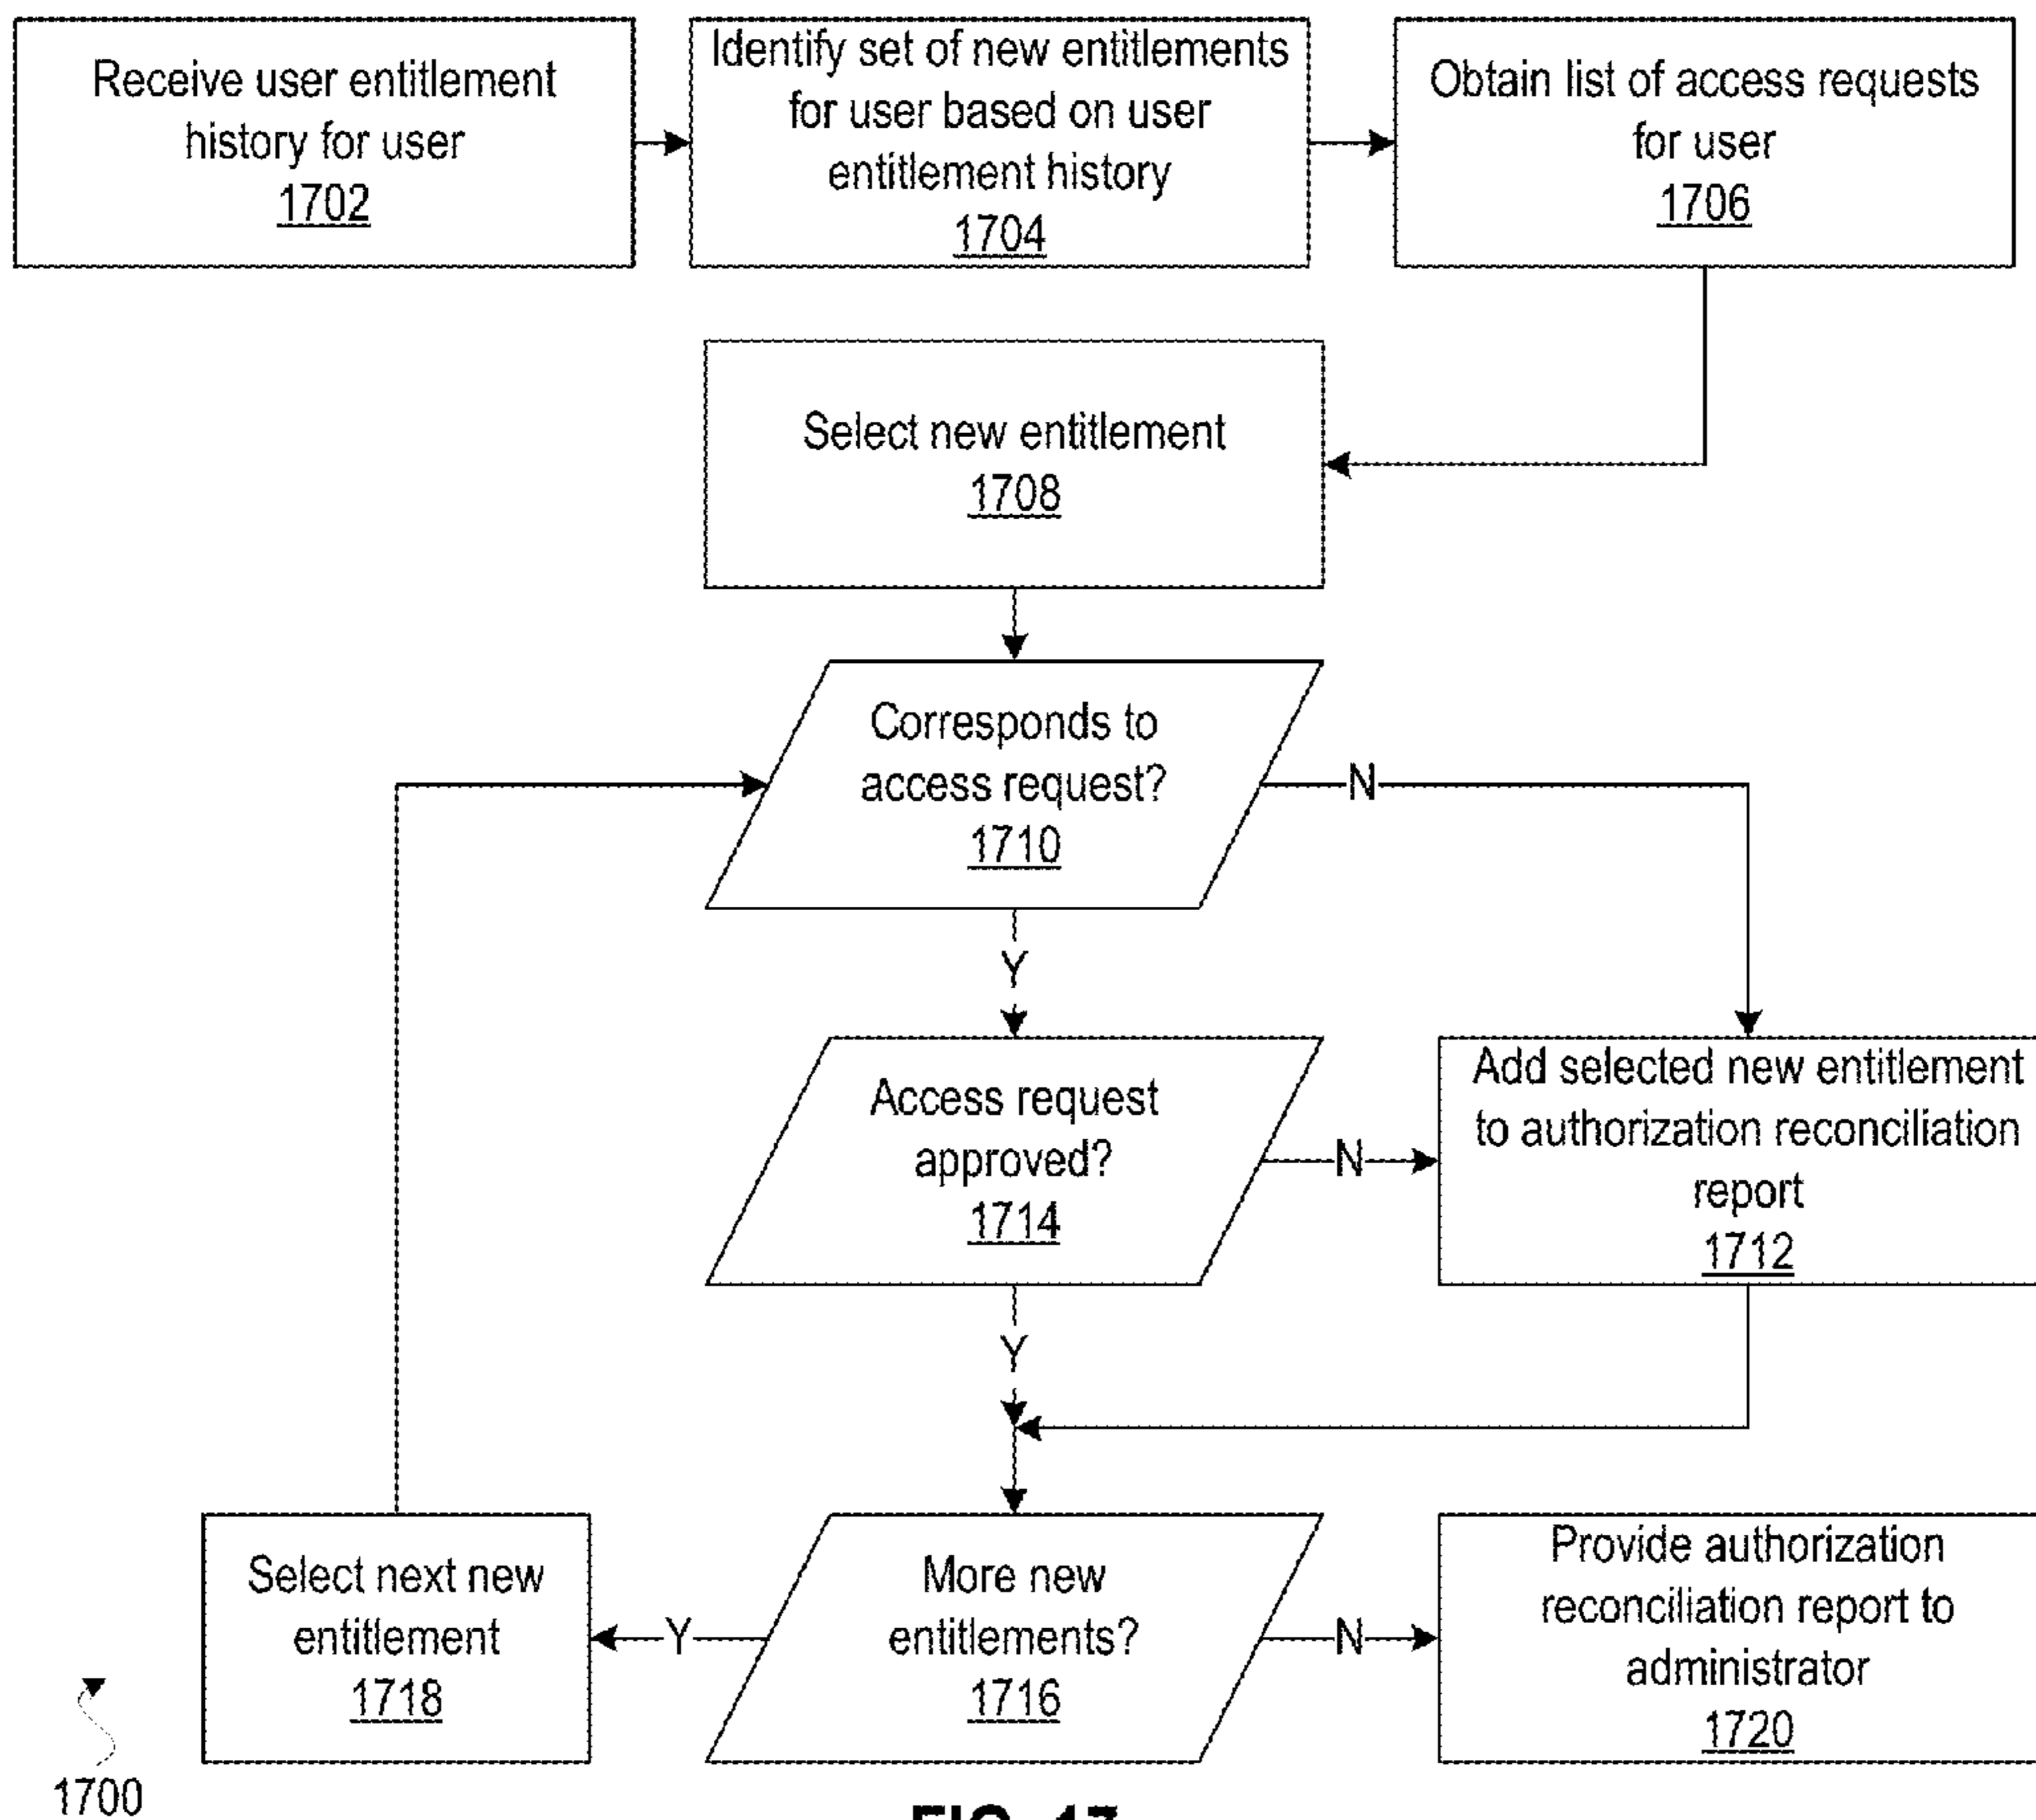 Receive user entitlement
history for user
1702
Identify set of new entitlements
for user based on user
entitlement history
1704
Obtain list of access requests
for user
1706
Select new entitlement
1708
Corresponds to
access request?
1710
N
Y
Access request
approved?
1714
N
Add selected new entitlement
to authorization reconciliation
report
1712
Y
Select next new
entitlement
1718
Y
More new
entitlements?
1716
N
Provide authorization
reconciliation report to
administrator
1720
1700
FIG. 17